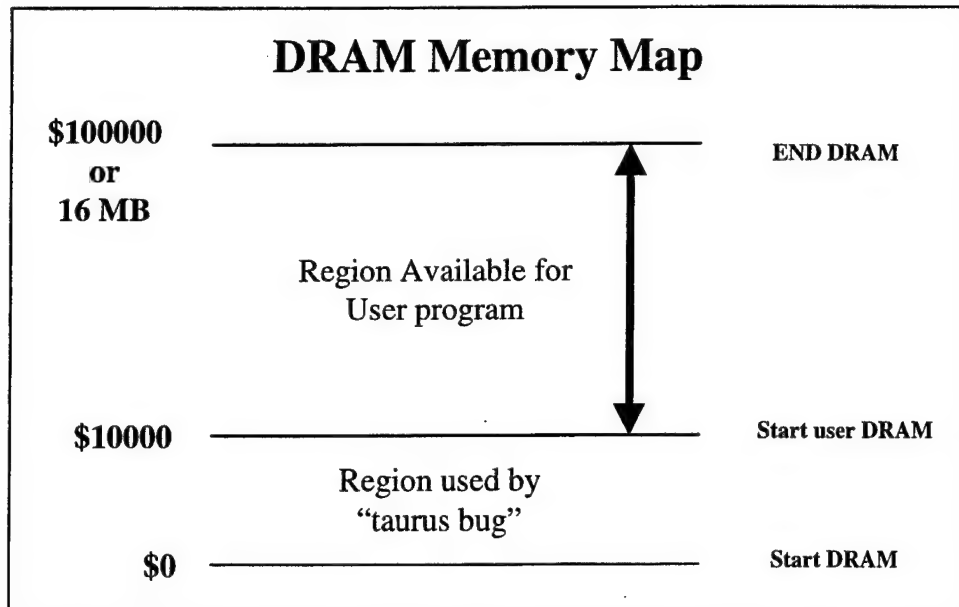 DRAM Memory Map
$100000
or
16 MB
END DRAM
Region Available for
User program
$10000
Start user DRAM
Region used by
“taurus bug”
$0
Start DRAM